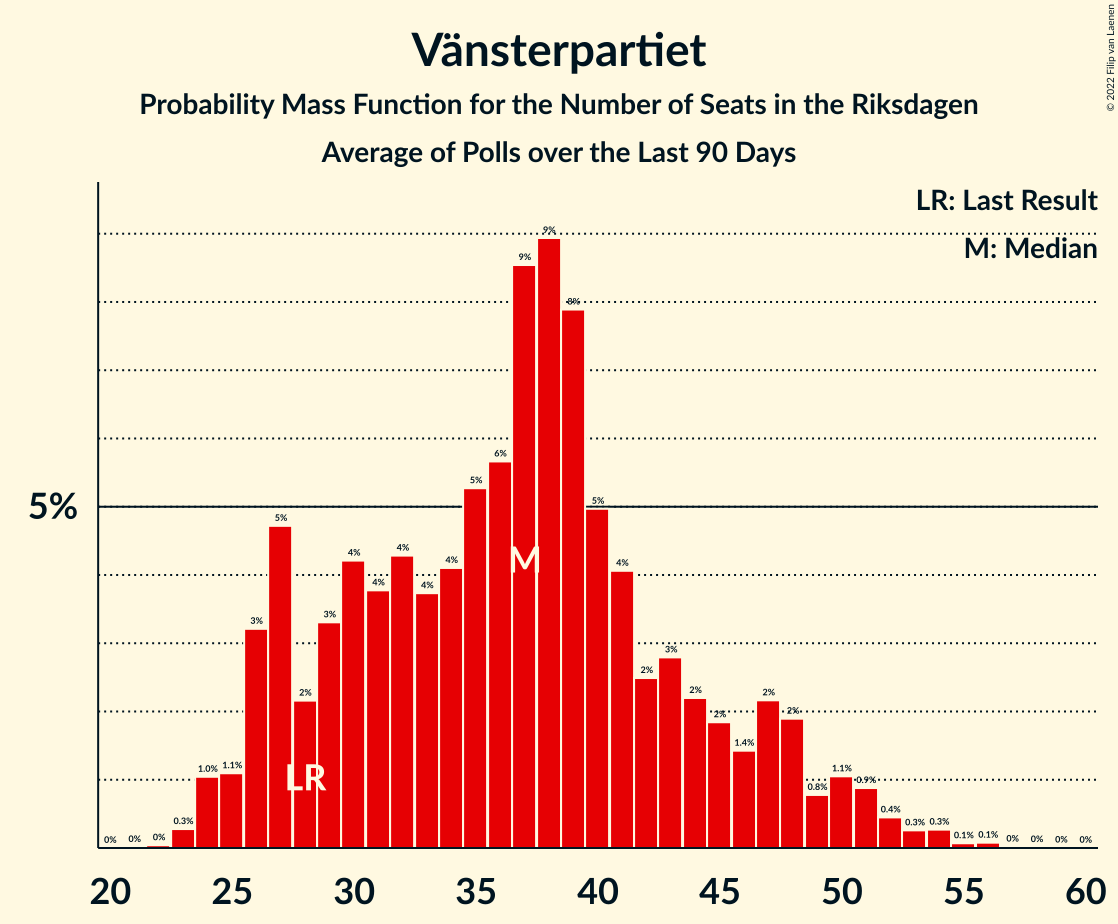 Vänsterpartiet
Probability Mass Function for the Number of Seats in the Riksdagen
Average of Polls over the Last 90 Days
© 2022 Filip van Laenen
LR: Last Result
M: Median
5%
0% 0% 0% 0.3% 1.0% 1.1% 3% 5% 2% 3% 4% 4% 4% 4% 4% 5% 6% 9% 9% 8% 5% 4% 2% 3% 2% 2% 1.4% 2% 2% 0.8% 1.1% 0.9% 0.4% 0.3% 0.3% 0.1% 0.1% 0% 0% 0% 0%
M
LR
20 25 30 35 40 45 50 55 60